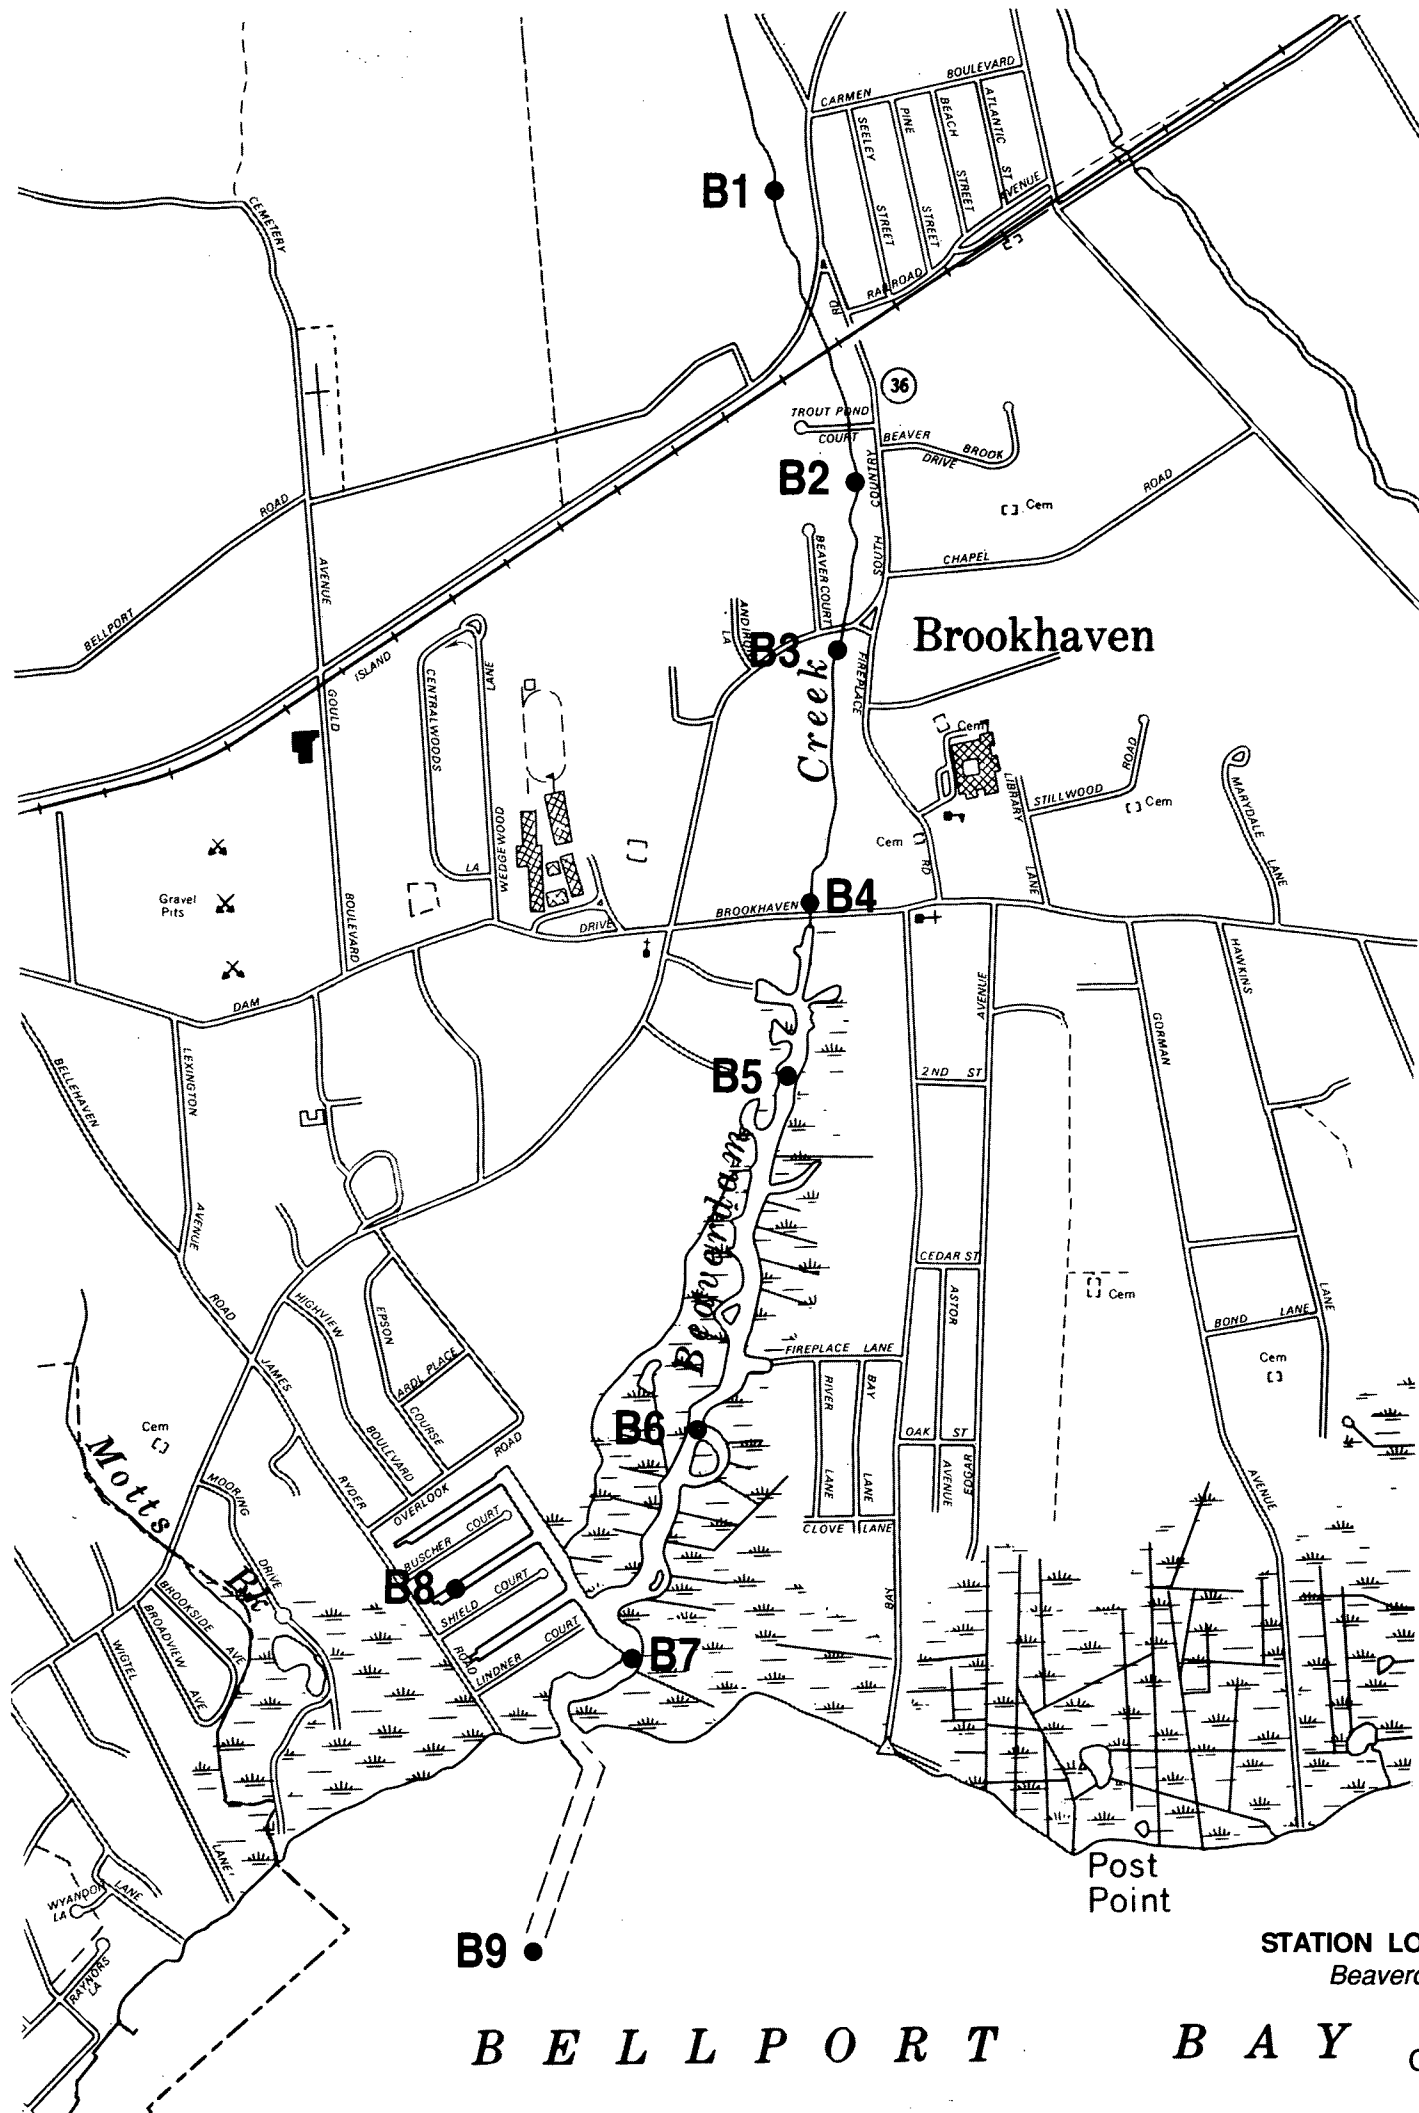 BOULEVARD
CARMEN
SEELEY
STREET
PINE
STREET
BEACH
STREET
ATLANTIC
ST
AVENUE
B1
CEMETERY
RAILROAD
RD
36
TROUT POND
COURT
BEAVER
BROOK
DRIVE
COUNTRY
B2
ROAD
Cem
ROAD
BEAVER COURT
SOUTH
CHAPEL
AVENUE
BELLPORT
ANDIRON
LA
B3
Brookhaven
FIREPLACE
Creek
ISLAND
LANE
CENTRALWOODS
GOULD
Cem
ROAD
STILLWOOD
LIBRARY
Cem
MARYDALE
WEDGEWOOD
LA
Cem
RD
LANE
LANE
Gravel
Pits
BOULEVARD
BROOKHAVEN
B4
DRIVE
DAM
AVENUE
HAWKINS
GORMAN
LEXINGTON
BELLEHAVEN
B5
2ND ST
Beaverdam
AVENUE
CEDAR ST
ASTOR
Cem
LANE
ROAD
HIGHVIEW
EPSON
BOND LANE
JAMES
ARDL PLACE
FIREPLACE LANE
RIVER
BAY
Cem
COURSE
BOULEVARD
B6
OAK ST
Cem
ROAD
Motts
MOORING
RYDER
OVERLOOK
LANE
LANE
AVENUE
EDGAR
AVENUE
BUSCHER COURT
CLOVE LANE
DRIVE
Bk
B8
SHIELD COURT
BAY
BROOKSIDE
AVE
BROADVIEW
AVE
WIGTEL
ROAD
LINDNER COURT
B7
LANE
Post
Point
WYANDOR LANE
LA
B9
RAYNORS
LA
STATION LO
Beaverd
BELLPORT BAY